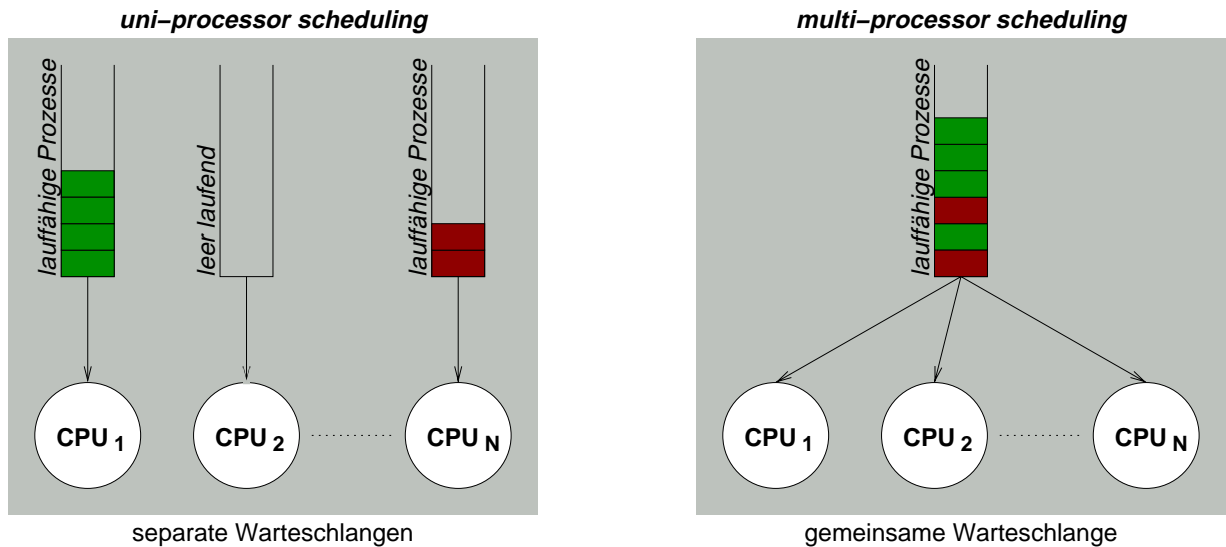 uni–processor scheduling
lauffähige Prozesse
leer laufend
lauffähige Prozesse
CPU 1
CPU 2
CPU N
separate Warteschlangen
multi–processor scheduling
lauffähige Prozesse
CPU 1
CPU 2
CPU N
gemeinsame Warteschlange